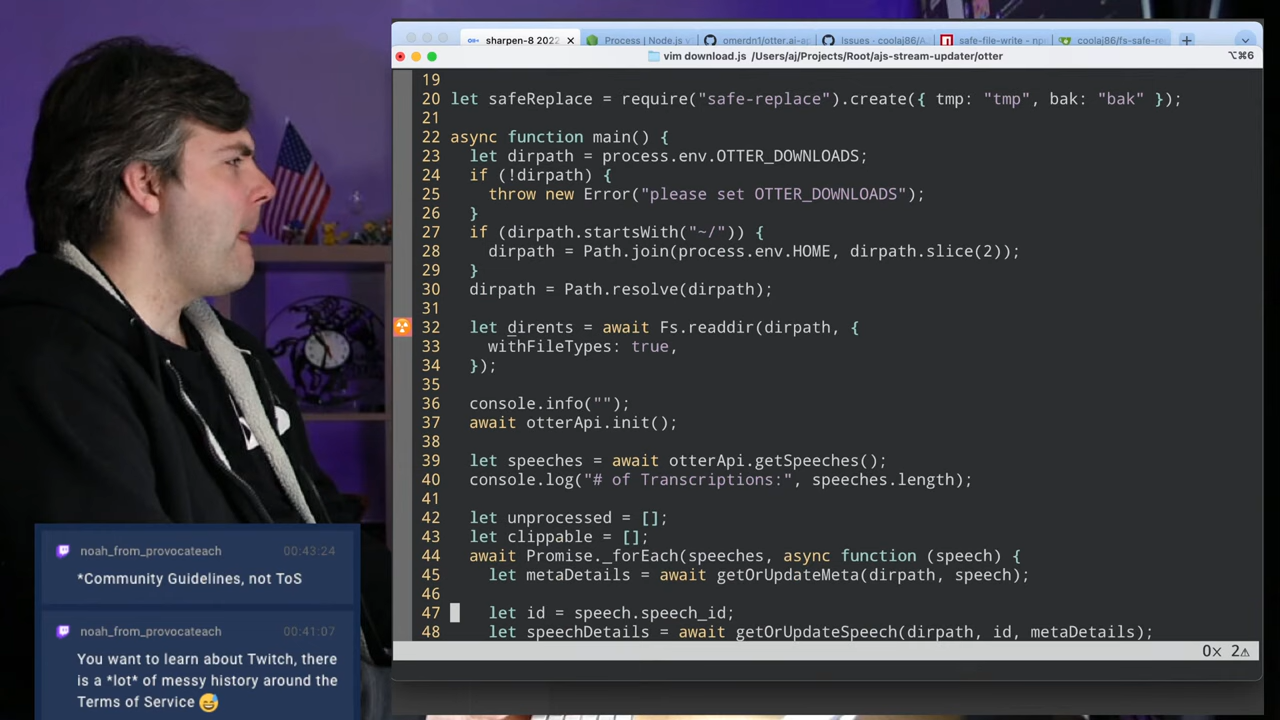 sharpen-8 2022
Process | Node.js
omerdn1/otter.ai-ap
Issues · coolaj86/
safe-file-write - np
coolaj86/fs-safe-re
vim download.js /Users/aj/Projects/Root/ajs-stream-updater/otter
⌥⌘6
19
20 let safeReplace = require("safe-replace").create({ tmp: "tmp", bak: "bak" });
21
22 async function main() {
23 let dirpath = process.env.OTTER_DOWNLOADS;
24 if (!dirpath) {
25 throw new Error("please set OTTER_DOWNLOADS");
26 }
27 if (dirpath.startsWith("~/")) {
28 dirpath = Path.join(process.env.HOME, dirpath.slice(2));
29 }
30 dirpath = Path.resolve(dirpath);
31
32 let dirents = await Fs.readdir(dirpath, {
33 withFileTypes: true,
34 });
35
36 console.info("");
37 await otterApi.init();
38
39 let speeches = await otterApi.getSpeeches();
40 console.log("# of Transcriptions:", speeches.length);
41
42 let unprocessed = [];
43 let clippable = [];
44 await Promise._forEach(speeches, async function (speech) {
45 let metaDetails = await getOrUpdateMeta(dirpath, speech);
46
47 let id = speech.speech_id;
48 let speechDetails = await getOrUpdateSpeech(dirpath, id, metaDetails);
0× 2⚠
noah_from_provocateach 00:43:24
*Community Guidelines, not ToS
noah_from_provocateach 00:41:07
You want to learn about Twitch, there
is a *lot* of messy history around the
Terms of Service 😅